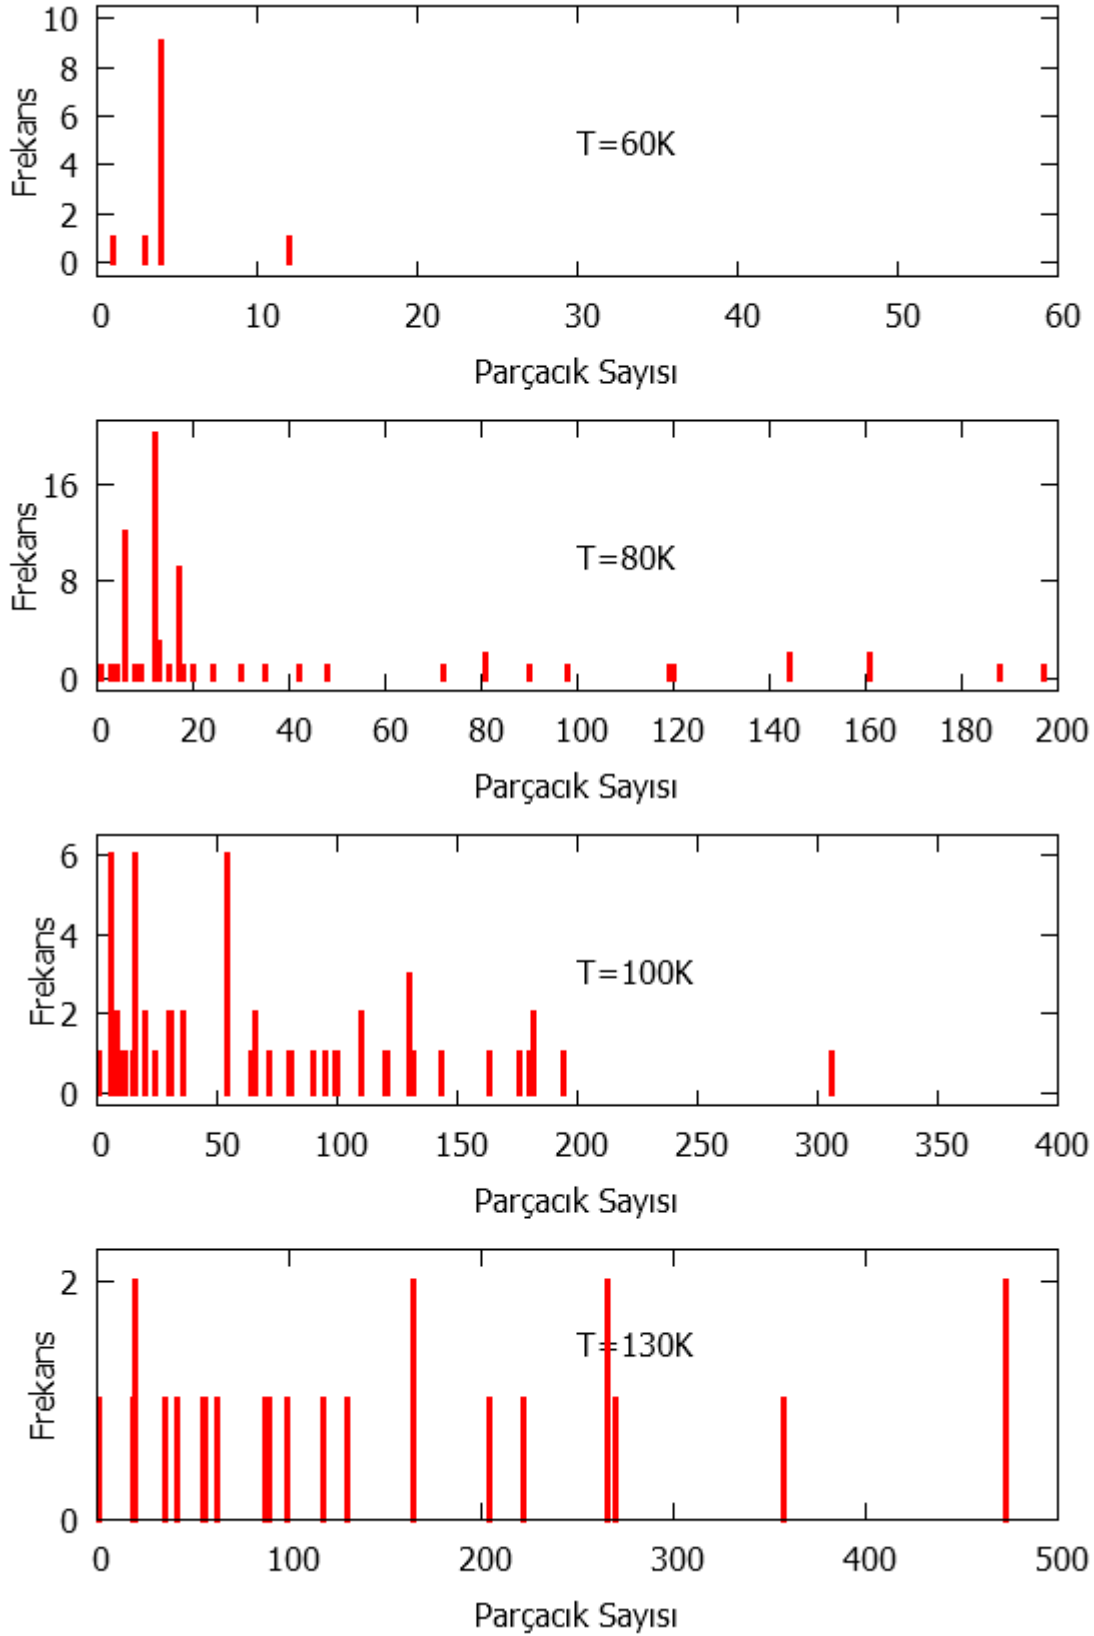 10
8
6
4
2
0
Frekans
T=60K
0 10 20 30 40 50 60
Parçacık Sayısı
16
8
0
Frekans
T=80K
0 20 40 60 80 100 120 140 160 180 200
Parçacık Sayısı
6
4
2
0
Frekans
T=100K
0 50 100 150 200 250 300 350 400
Parçacık Sayısı
2
0
Frekans
T=130K
0 100 200 300 400 500
Parçacık Sayısı